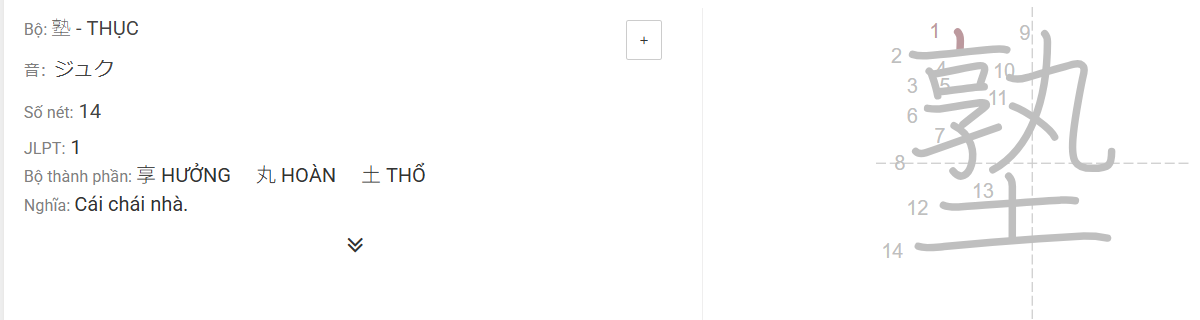 Bộ: 塾 - THỤC
+
音: ジュク
Số nét: 14
JLPT: 1
Bộ thành phần: 享 HƯỞNG 丸 HOÀN 土 THỔ
Nghĩa: Cái chái nhà.
塾
1
2
3
4
5
6
7
8
9
10
11
12
13
14